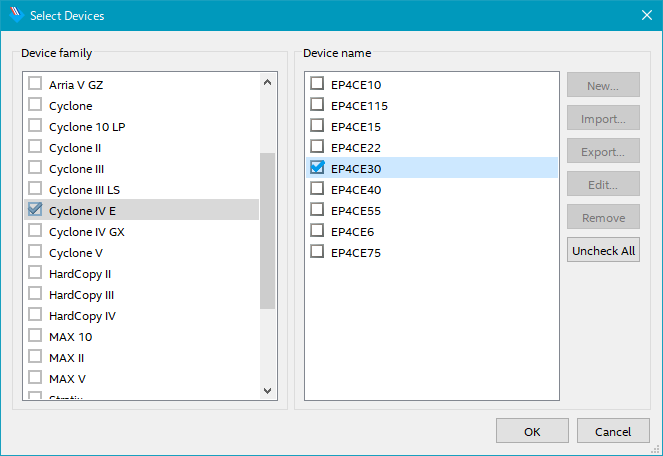 Select Devices
Device family
Arria V GZ
Cyclone
Cyclone 10 LP
Cyclone II
Cyclone III
Cyclone III LS
Cyclone IV E
Cyclone IV GX
Cyclone V
HardCopy II
HardCopy III
HardCopy IV
MAX 10
MAX II
MAX V
Device name
EP4CE10
EP4CE115
EP4CE15
EP4CE22
EP4CE30
EP4CE40
EP4CE55
EP4CE6
EP4CE75
New...
Import...
Export...
Edit...
Remove
Uncheck All
OK
Cancel